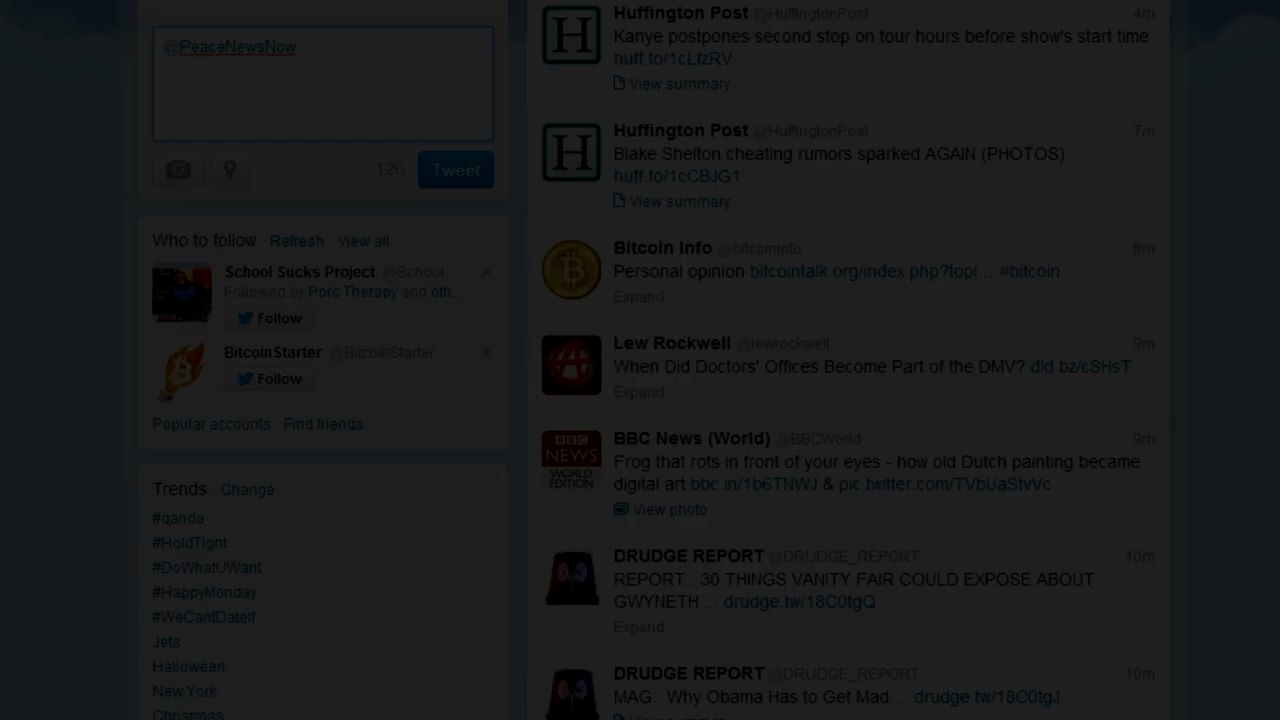 @PeaceNewsNow
126
Tweet
Who to follow · Refresh · View all
School Sucks Project @School...
Followed by Porc Therapy and oth...
Follow
BitcoinStarter @BitcoinStarter
Follow
Popular accounts · Find friends
Trends · Change
#qanda
#HoldTight
#DoWhatUWant
#HappyMonday
#WeCantDateIf
Jets
Halloween
New York
Christmas
Huffington Post @HuffingtonPost 4m
Kanye postpones second stop on tour hours before show's start time
huff.to/1cLfzRV
View summary
Huffington Post @HuffingtonPost 7m
Blake Shelton cheating rumors sparked AGAIN (PHOTOS)
huff.to/1cCBJG1
View summary
Bitcoin Info @bitcoininfo 8m
Personal opinion bitcointalk.org/index.php?topi... #bitcoin
Expand
Lew Rockwell @lewrockwell 9m
When Did Doctors' Offices Become Part of the DMV? dld.bz/cSHsT
Expand
BBC
NEWS
WORLD
EDITION
BBC News (World) @BBCWorld 9m
Frog that rots in front of your eyes - how old Dutch painting became
digital art bbc.in/1b6TNWJ & pic.twitter.com/TVbUaStvVc
View photo
DRUDGE REPORT @DRUDGE_REPORT 10m
REPORT: 30 THINGS VANITY FAIR COULD EXPOSE ABOUT
GWYNETH ... drudge.tw/18C0tgQ
Expand
DRUDGE REPORT @DRUDGE_REPORT 10m
MAG: Why Obama Has to Get Mad... drudge.tw/18C0tgJ
View summary